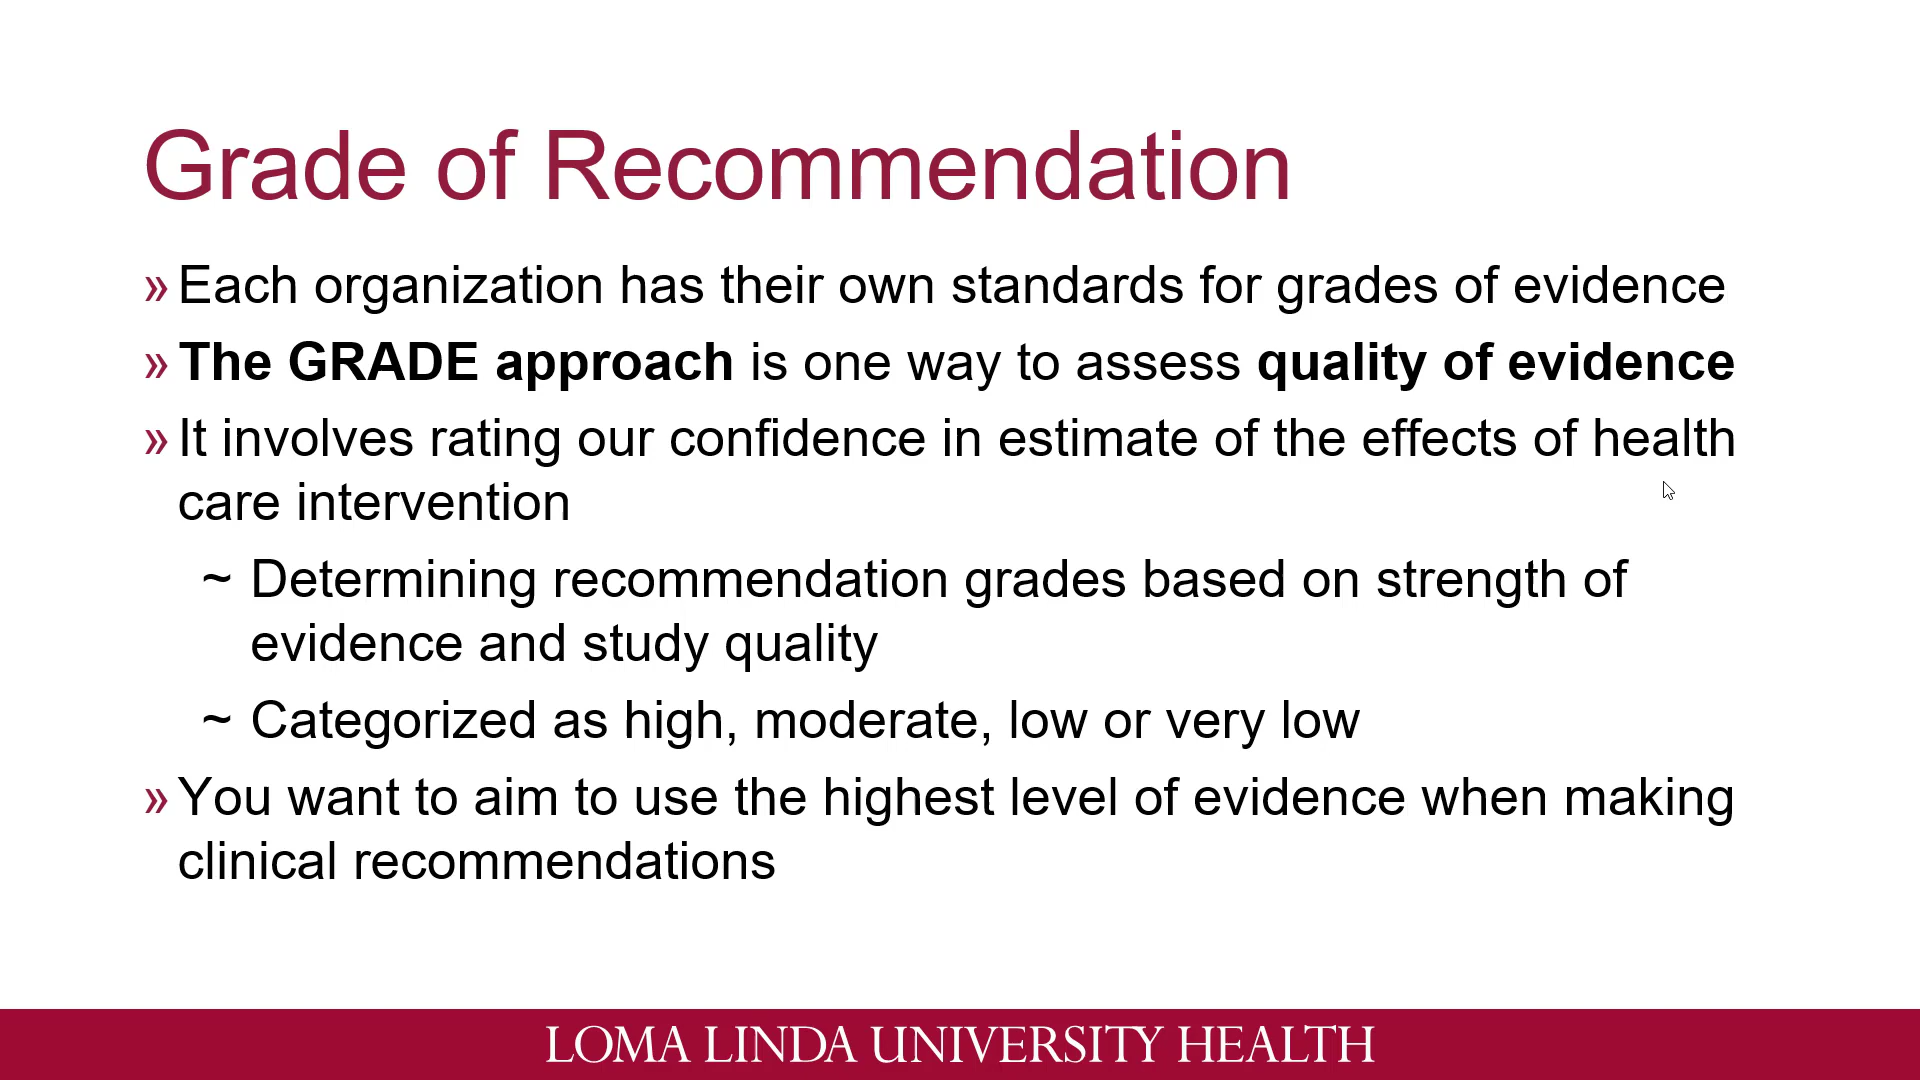 Grade of Recommendation
» Each organization has their own standards for grades of evidence
» The GRADE approach is one way to assess quality of evidence
» It involves rating our confidence in estimate of the effects of health
care intervention
~ Determining recommendation grades based on strength of
evidence and study quality
~ Categorized as high, moderate, low or very low
» You want to aim to use the highest level of evidence when making
clinical recommendations
LOMA LINDA UNIVERSITY HEALTH